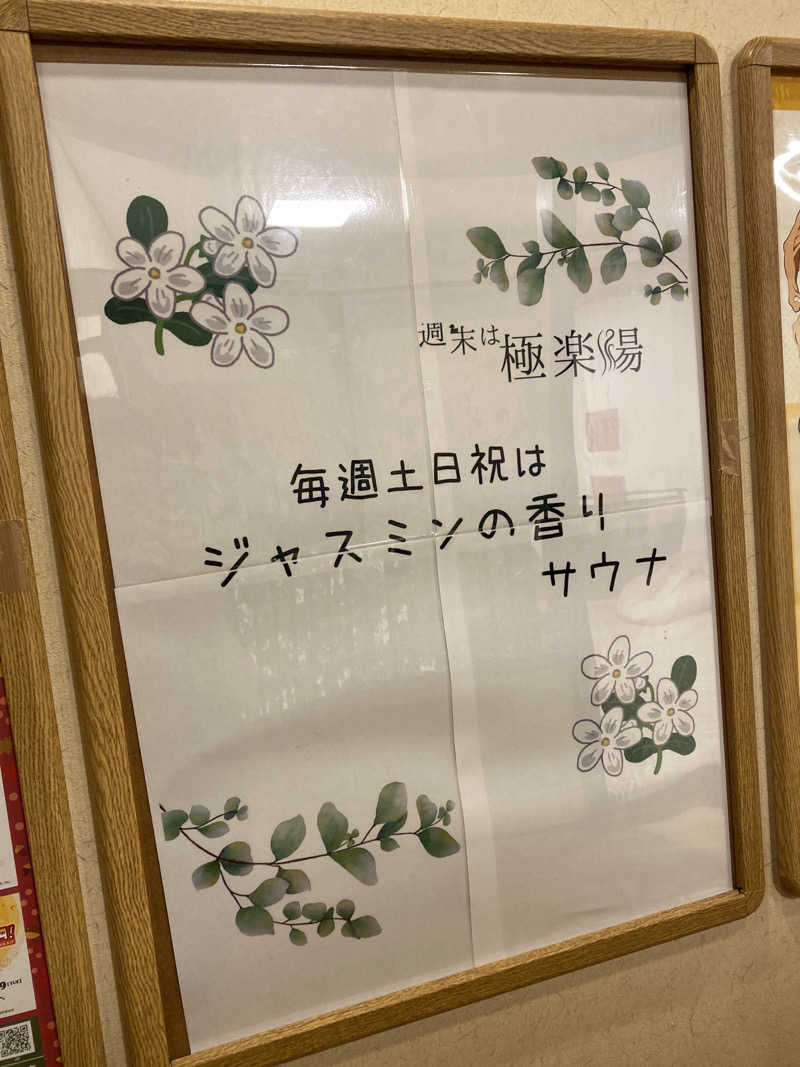 週末は極楽湯
毎週土日祝は
ジャスミンの香り
サウナ